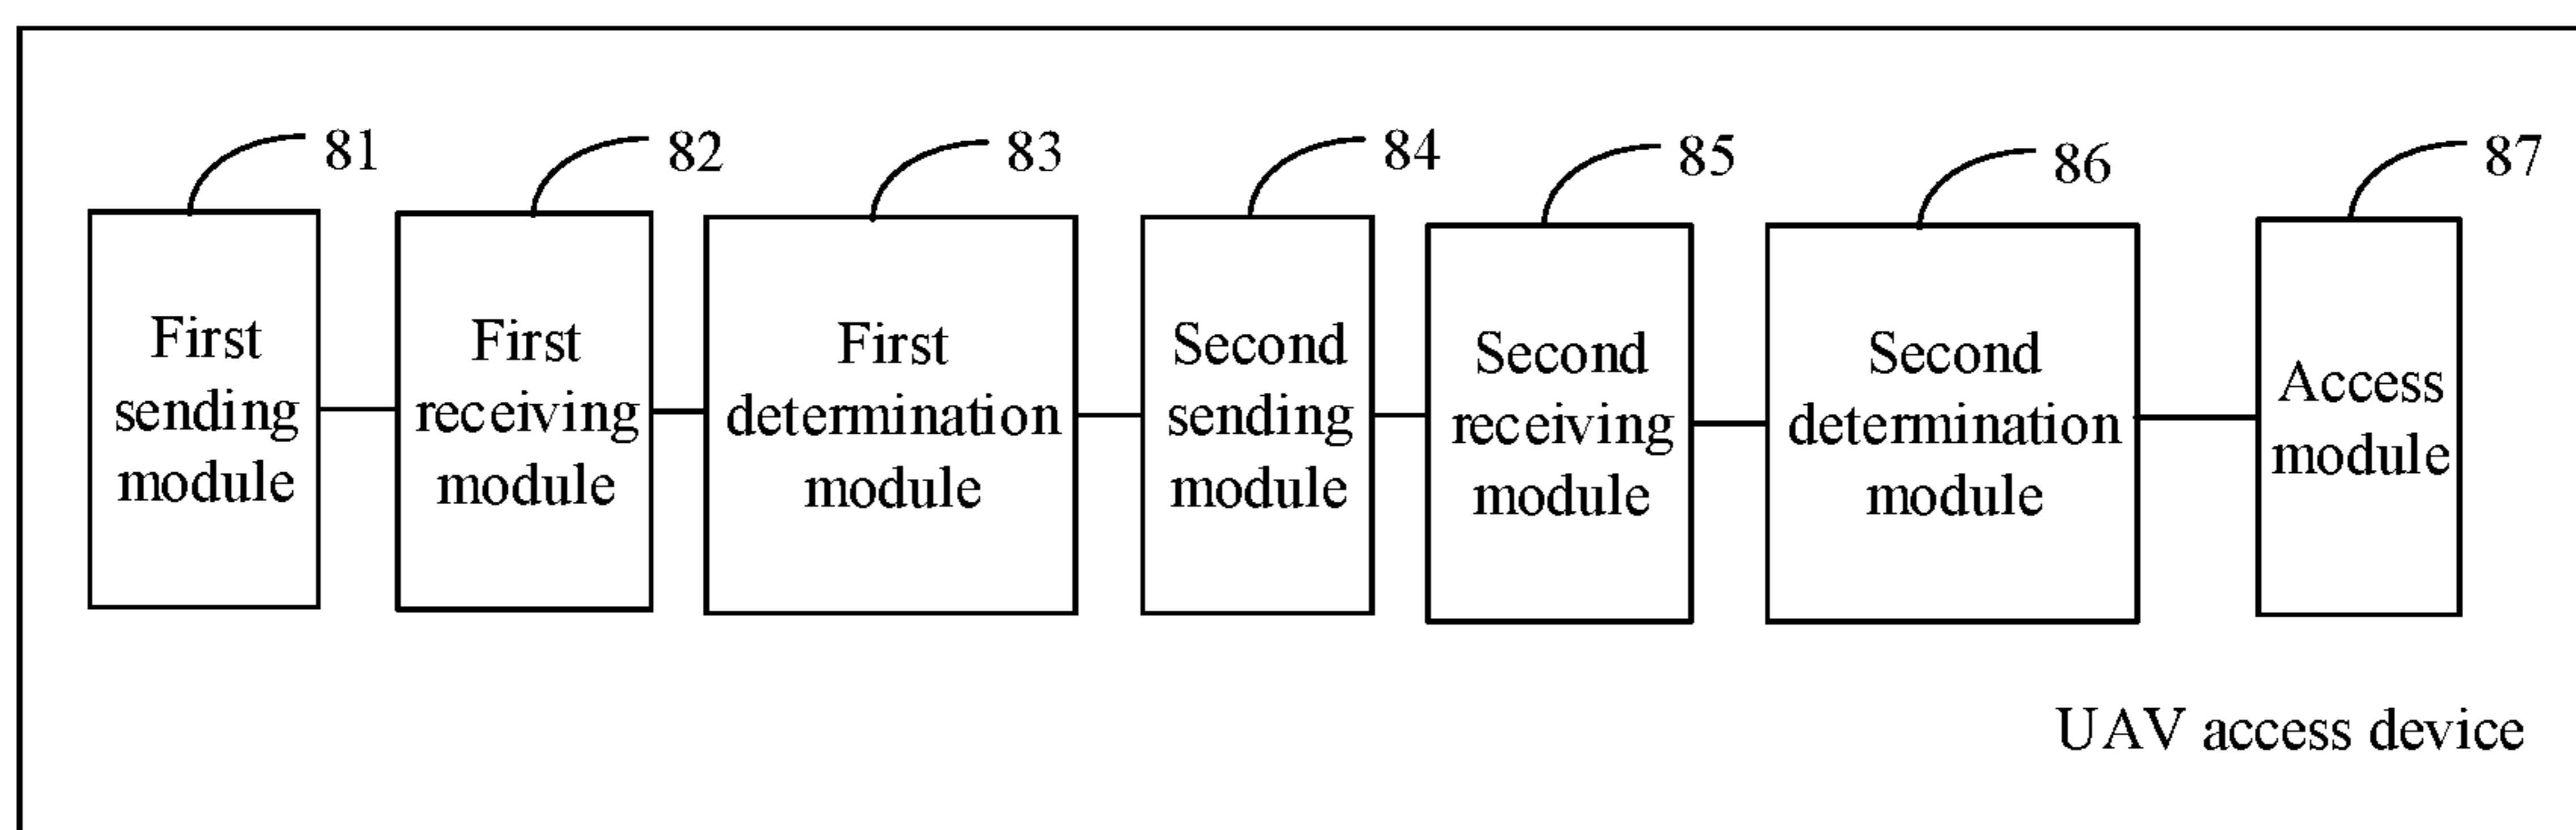 81
82
83
84
85
86
87
First
sending
module
First
receiving
module
First
determination
module
Second
sending
module
Second
receiving
module
Second
determination
module
Access
module
UAV access device